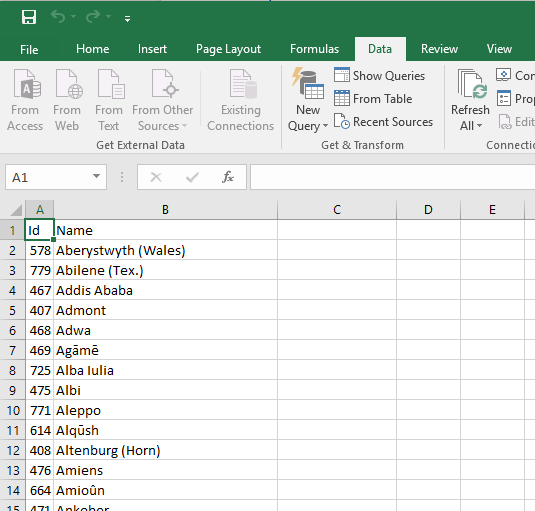 File Home Insert Page Layout Formulas Data Review View
From Access
From Web
From Text
From Other Sources
Existing Connections
Get External Data
New Query
Show Queries
From Table
Recent Sources
Get & Transform
Refresh All
Con
Prop
Edit
Connectio
A1 fx
A B C D E
1 Id Name
2 578 Aberystwyth (Wales)
3 779 Abilene (Tex.)
4 467 Addis Ababa
5 407 Admont
6 468 Adwa
7 469 Agāmē
8 725 Alba Iulia
9 475 Albi
10 771 Aleppo
11 614 Alqūsh
12 408 Altenburg (Horn)
13 476 Amiens
14 664 Amioûn
15 471 Ankober